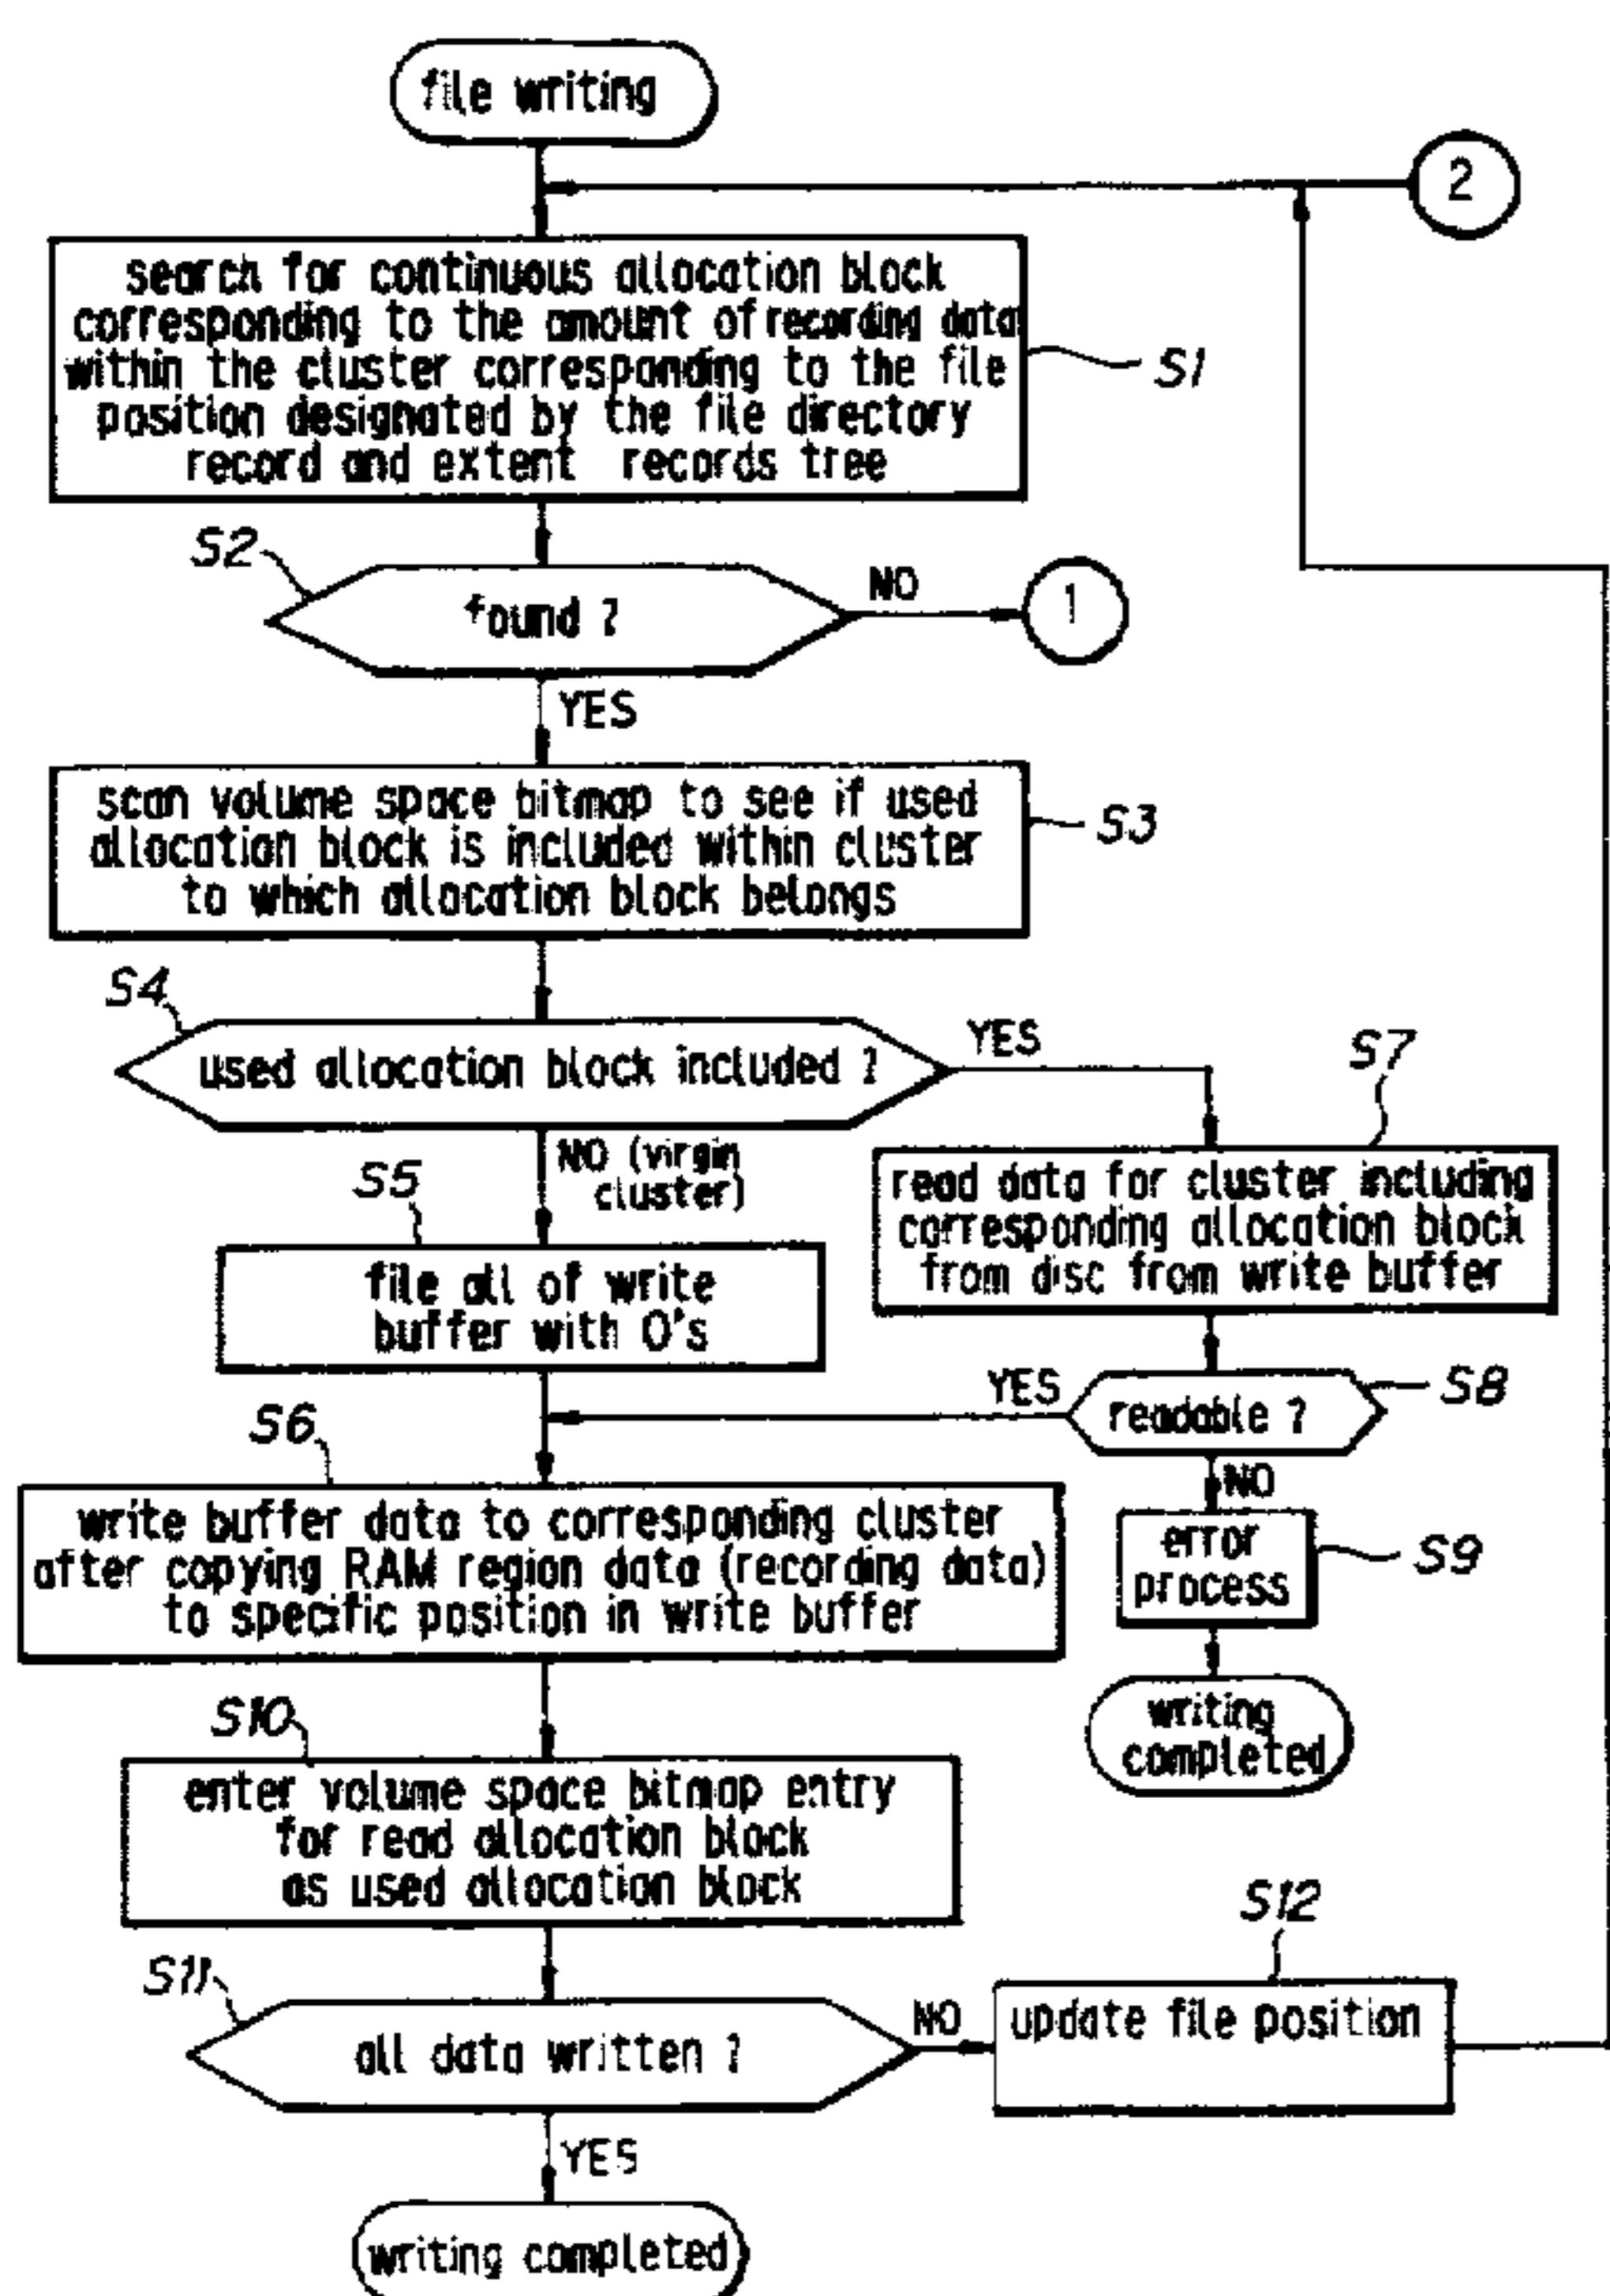 file writing
2
search for continuous allocation block
corresponding to the amount of recording data
within the cluster corresponding to the file
position designated by the file directory
record and extent records tree
S1
S2
found ?
NO
1
YES
scan volume space bitmap to see if used
allocation block is included within cluster
to which allocation block belongs
S3
S4
used allocation block included ?
YES
NO (virgin
cluster)
S7
read data for cluster including
corresponding allocation block
from disc from write buffer
S5
file all of write
buffer with 0's
YES
readable ?
S8
NO
S6
write buffer data to corresponding cluster
after copying RAM region data (recording data)
to specific position in write buffer
error
process
S9
writing
completed
S10
enter volume space bitmap entry
for read allocation block
as used allocation block
S11
all data written ?
NO
S12
update file position
YES
writing completed